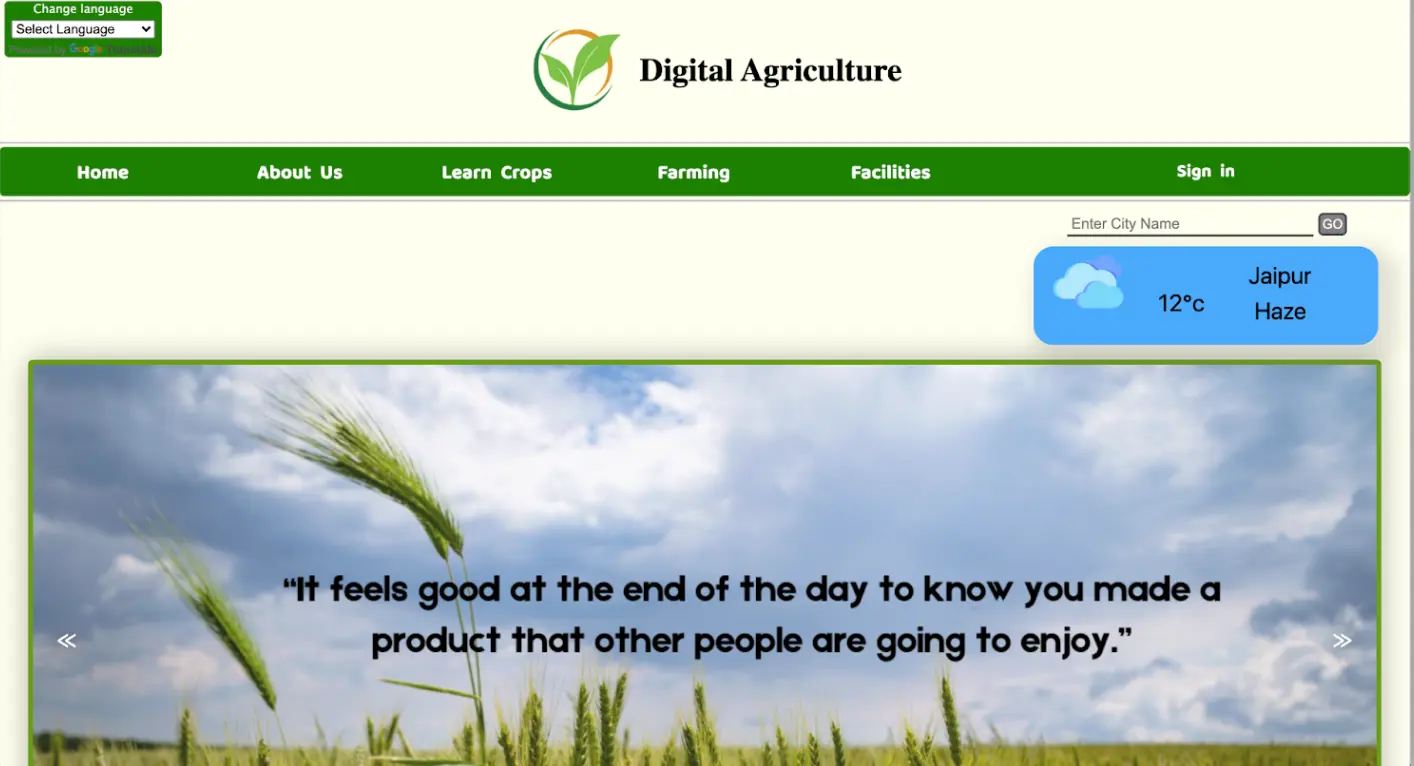 Change language
Select Language
Powered by Google Translate
Digital Agriculture
Home About Us Learn Crops Farming Facilities Sign in
Enter City Name GO
Jaipur
12°c
Haze
“It feels good at the end of the day to know you made a
product that other people are going to enjoy.”
« »